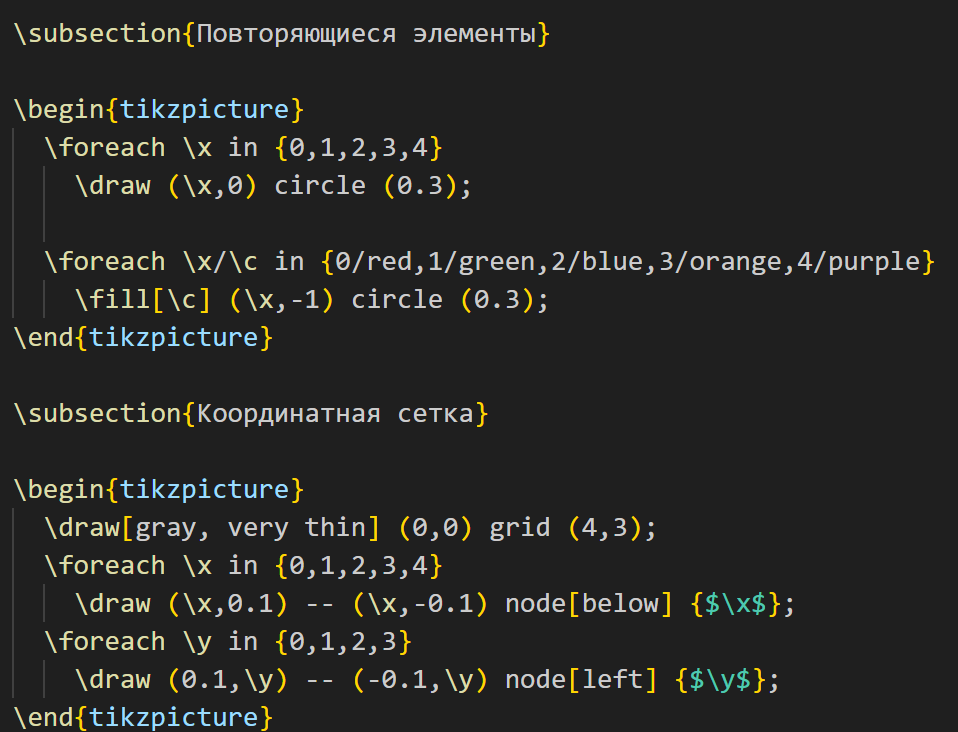 \subsection{Повторяющиеся элементы}

\begin{tikzpicture}
  \foreach \x in {0,1,2,3,4}
    \draw (\x,0) circle (0.3);

  \foreach \x/\c in {0/red,1/green,2/blue,3/orange,4/purple}
    \fill[\c] (\x,-1) circle (0.3);
\end{tikzpicture}

\subsection{Координатная сетка}

\begin{tikzpicture}
  \draw[gray, very thin] (0,0) grid (4,3);
  \foreach \x in {0,1,2,3,4}
    \draw (\x,0.1) -- (\x,-0.1) node[below] {$\x$};
  \foreach \y in {0,1,2,3}
    \draw (0.1,\y) -- (-0.1,\y) node[left] {$\y$};
\end{tikzpicture}